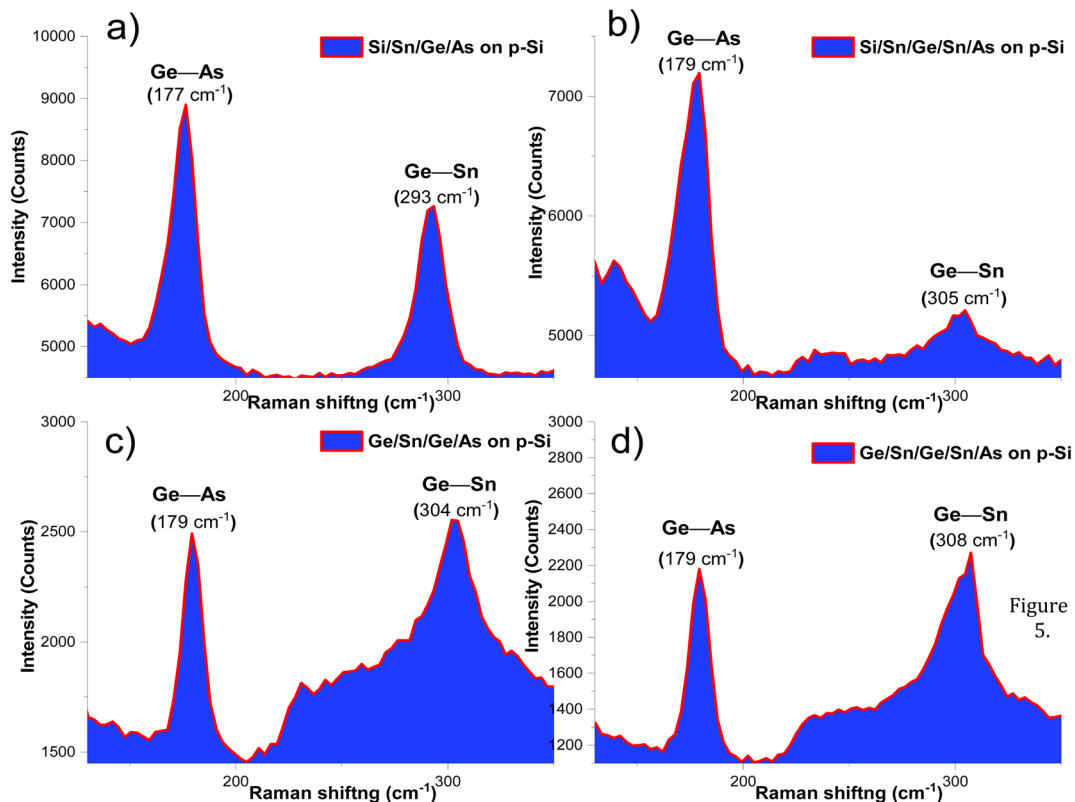 a)
Si/Sn/Ge/As on p-Si
Ge—As
(177 cm⁻¹)
Ge—Sn
(293 cm⁻¹)
Intensity (Counts)
10000
9000
8000
7000
6000
5000
200
300
Raman shiftng (cm⁻¹)
b)
Si/Sn/Ge/Sn/As on p-Si
Ge—As
(179 cm⁻¹)
Ge—Sn
(305 cm⁻¹)
Intensity (Counts)
7000
6000
5000
200
300
Raman shiftng (cm⁻¹)
c)
Ge/Sn/Ge/As on p-Si
Ge—As
(179 cm⁻¹)
Ge—Sn
(304 cm⁻¹)
Intensity (Counts)
3000
2500
2000
1500
200
300
Raman shiftng (cm⁻¹)
d)
Ge/Sn/Ge/Sn/As on p-Si
Ge—As
(179 cm⁻¹)
Ge—Sn
(308 cm⁻¹)
Intensity (Counts)
3000
2800
2600
2400
2200
2000
1800
1600
1400
1200
200
300
Raman shiftng (cm⁻¹)
Figure
5.